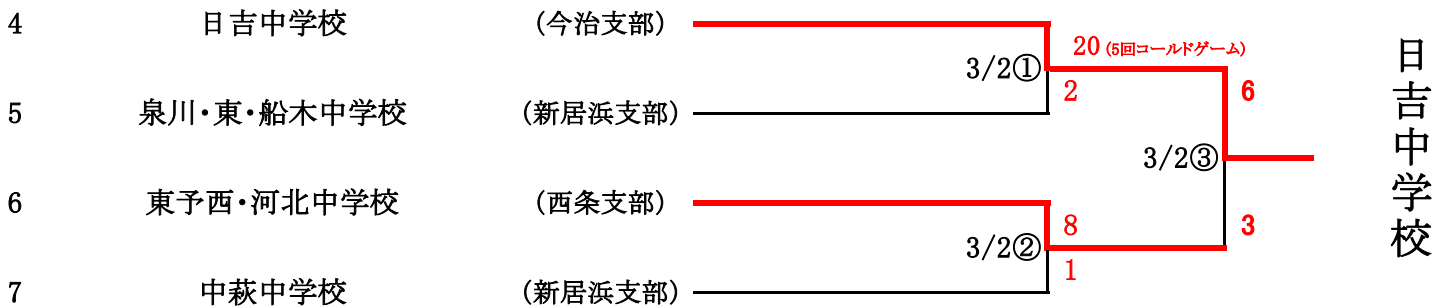 4 日吉中学校 (今治支部)
20 (5回コールドゲーム)
3/2①
2
6
5 泉川・東・船木中学校 (新居浜支部)
3/2③
日吉中学校
6 東予西・河北中学校 (西条支部)
8
3
3/2②
1
7 中萩中学校 (新居浜支部)